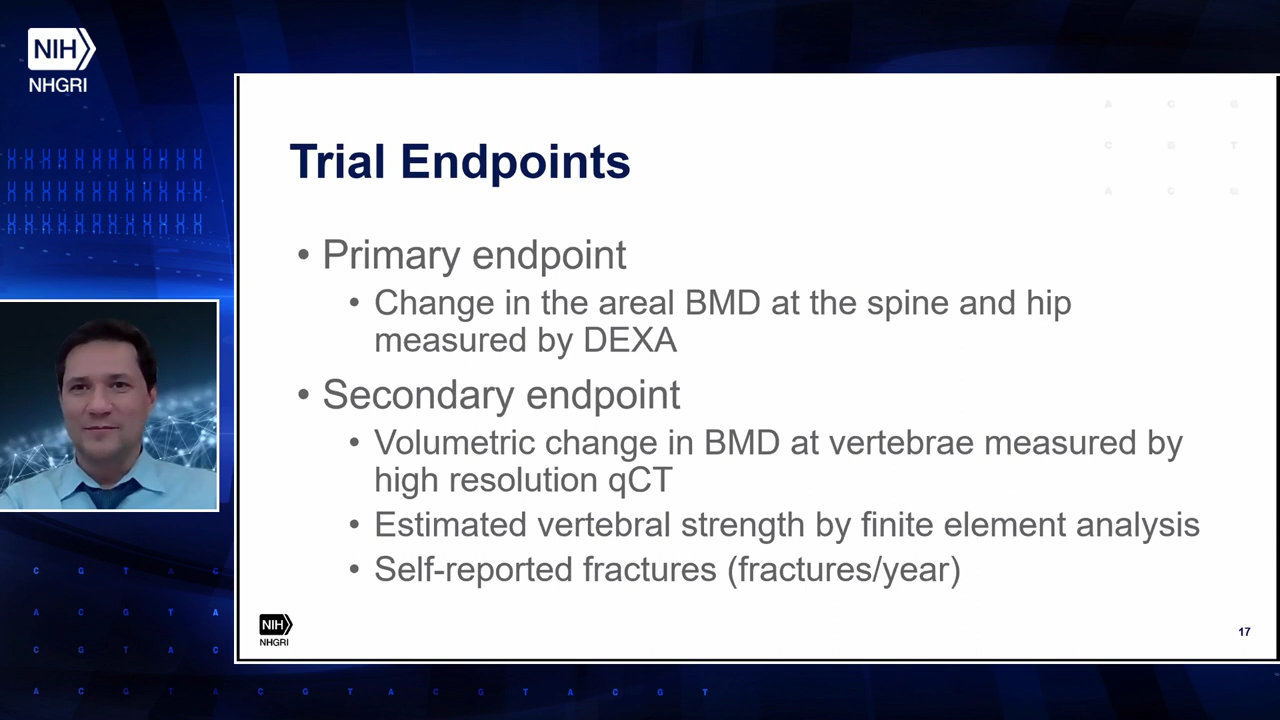 NIH
NHGRI
A C G
C G T
A C G
Trial Endpoints
• Primary endpoint
• Change in the areal BMD at the spine and hip
measured by DEXA
• Secondary endpoint
• Volumetric change in BMD at vertebrae measured by
high resolution qCT
• Estimated vertebral strength by finite element analysis
• Self-reported fractures (fractures/year)
NIH
NHGRI
17
C G T A C
A C G T A
C G T A C
A C G T A C G T A C G T A C G T